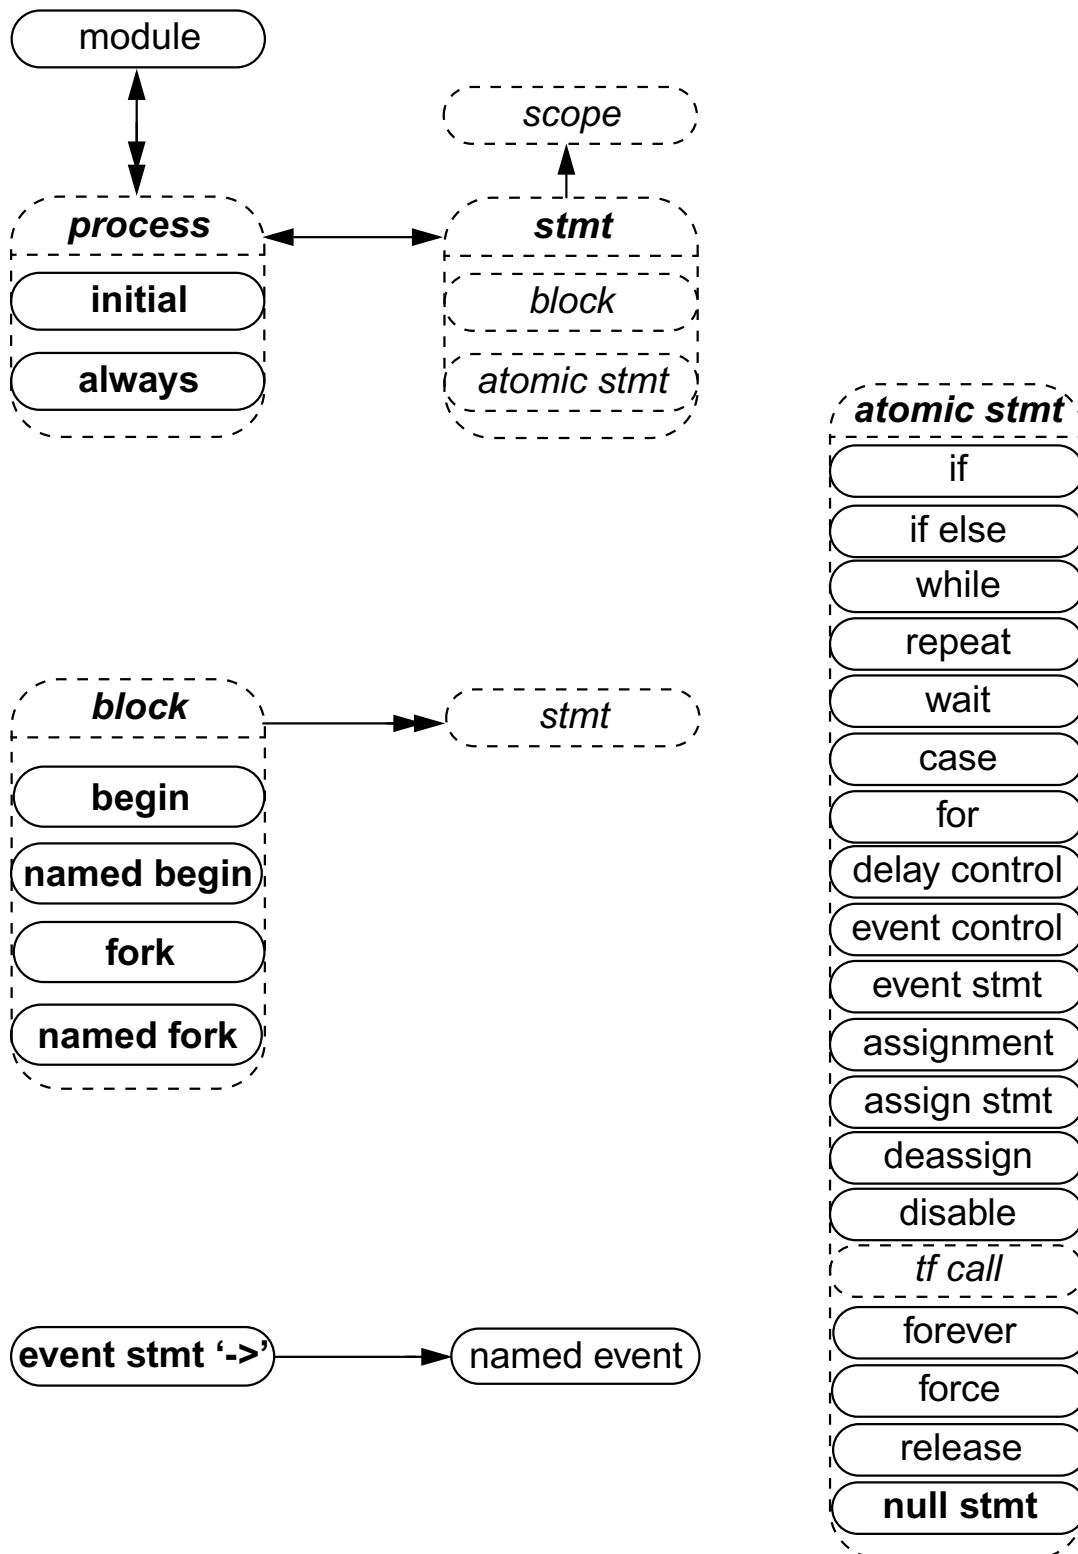 module
scope
process
stmt
initial
block
always
atomic stmt
atomic stmt
if
if else
while
repeat
wait
case
for
delay control
event control
event stmt
assignment
assign stmt
deassign
disable
tf call
forever
force
release
null stmt
block
stmt
begin
named begin
fork
named fork
event stmt ‘->’
named event